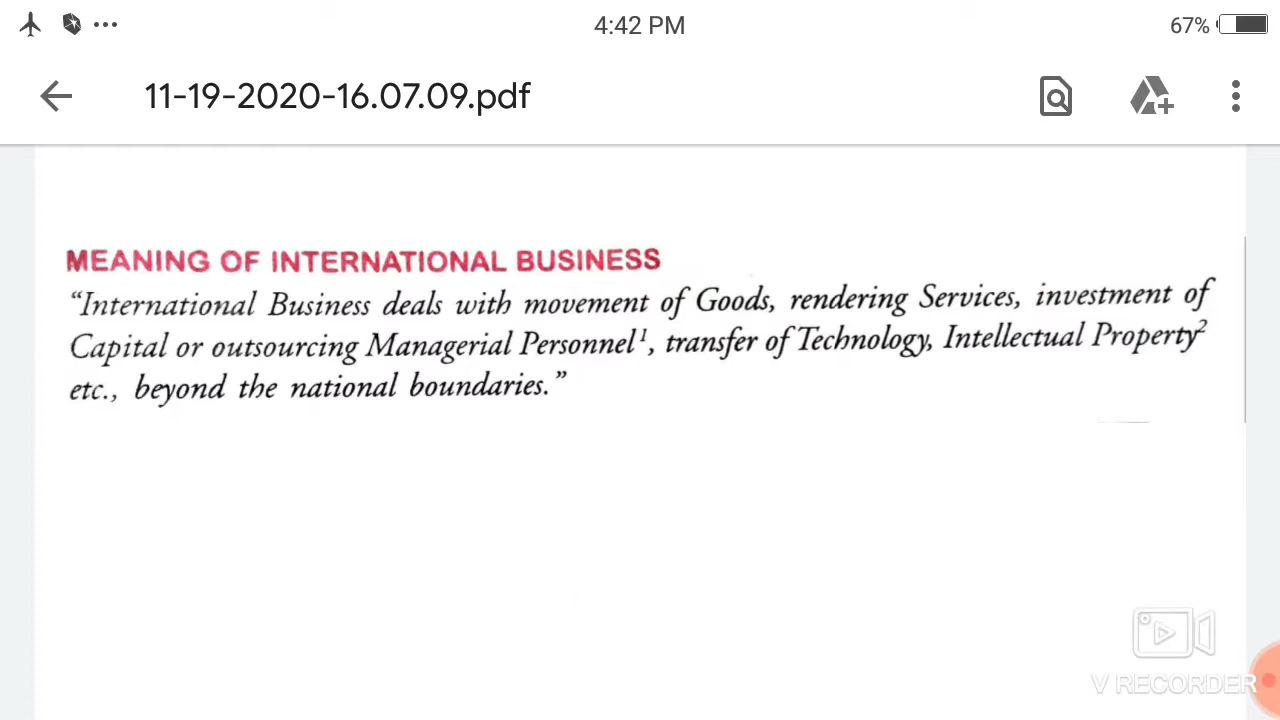 4:42 PM
67%
11-19-2020-16.07.09.pdf
MEANING OF INTERNATIONAL BUSINESS
“International Business deals with movement of Goods, rendering Services, investment of
Capital or outsourcing Managerial Personnel¹, transfer of Technology, Intellectual Property²
etc., beyond the national boundaries.”
V RECORDER